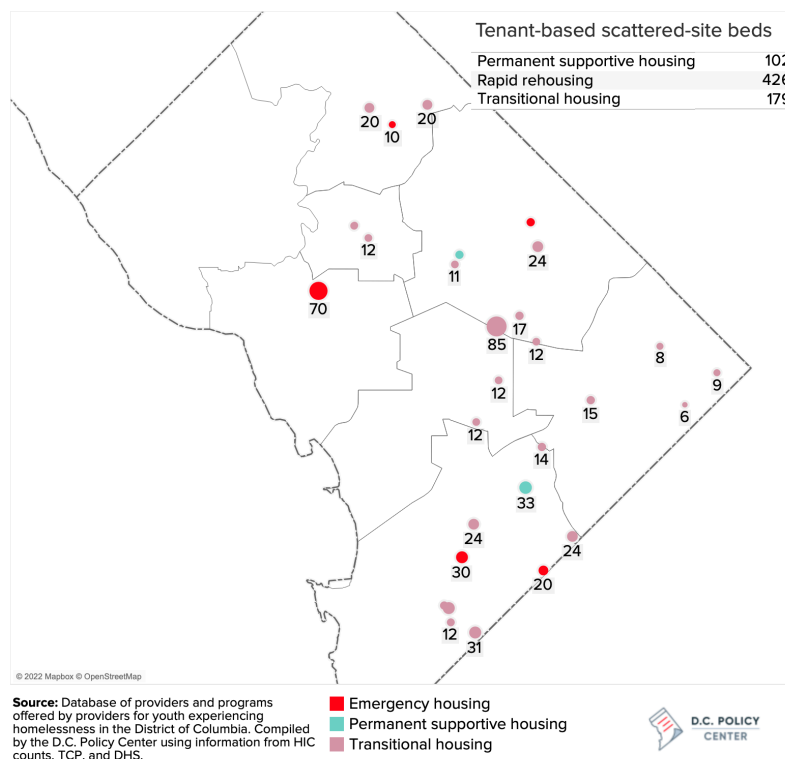 Tenant-based scattered-site beds
Permanent supportive housing 102
Rapid rehousing 426
Transitional housing 179
20
20
10
12
24
11
70
17
85
12
8
9
12
15
6
12
14
33
24
24
30
20
12
31
© 2022 Mapbox © OpenStreetMap
Source: Database of providers and programs
offered by providers for youth experiencing
homelessness in the District of Columbia. Compiled
by the D.C. Policy Center using information from HIC
counts, TCP, and DHS.
Emergency housing
Permanent supportive housing
Transitional housing
D.C. POLICY
CENTER